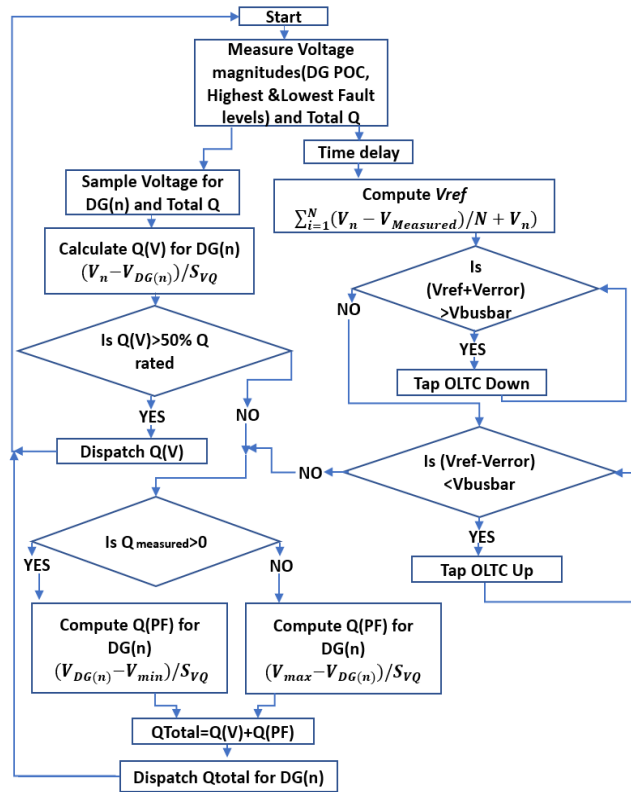 Start
Measure Voltage
magnitudes(DG POC,
Highest &Lowest Fault
levels) and Total Q
Time delay
Sample Voltage for
DG(n) and Total Q
Compute Vref
∑ᵢ₌₁ᴺ(Vₙ − V_Measured)/N + Vₙ)
Calculate Q(V) for DG(n)
(Vₙ−V_DG(n))/S_VQ
Is
(Vref+Verror)
>Vbusbar
NO
YES
Tap OLTC Down
Is Q(V)>50% Q
rated
YES
NO
Dispatch Q(V)
Is (Vref-Verror)
<Vbusbar
NO
YES
Tap OLTC Up
Is Q measured>0
YES
NO
Compute Q(PF) for
DG(n)
(V_DG(n)−V_min)/S_VQ
Compute Q(PF) for
DG(n)
(V_max−V_DG(n))/S_VQ
QTotal=Q(V)+Q(PF)
Dispatch Qtotal for DG(n)